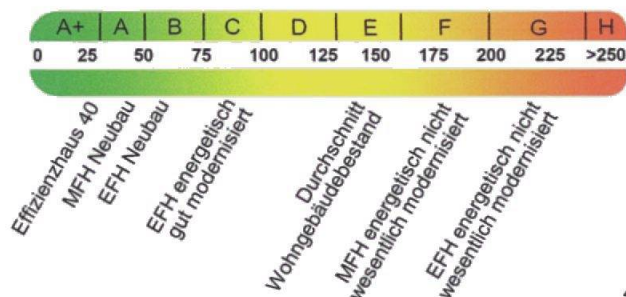 A+ A B C D E F G H
0 25 50 75 100 125 150 175 200 225 >250
Effizienzhaus 40
MFH Neubau
EFH Neubau
EFH energetisch
gut modernisiert
Durchschnitt
Wohngebäudebestand
MFH energetisch nicht
wesentlich modernisiert
EFH energetisch nicht
wesentlich modernisiert